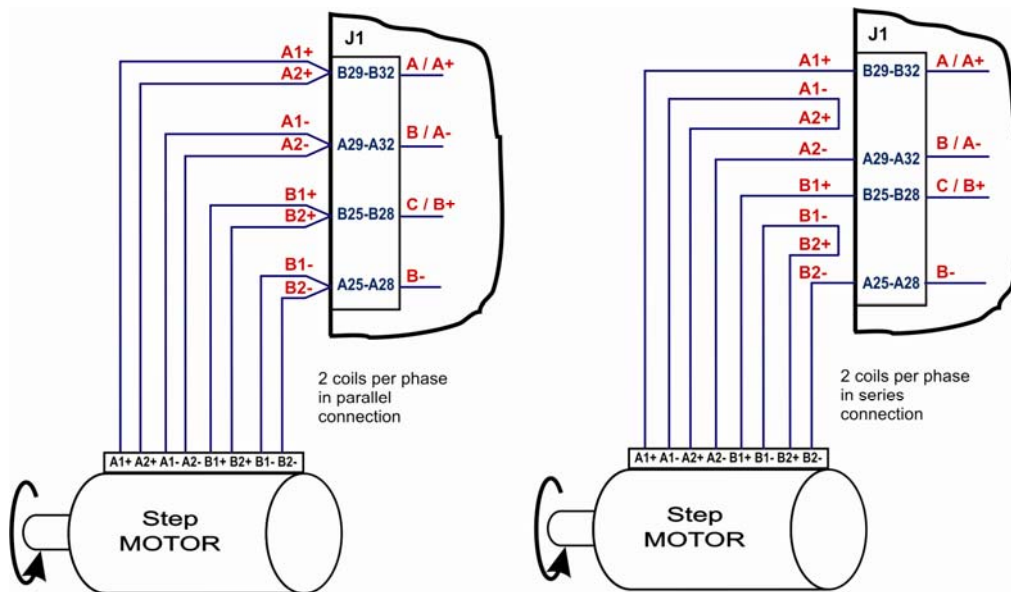 J1
A1+
B29-B32
A / A+
A2+
A1-
A29-A32
B / A-
A2-
B1+
B25-B28
C / B+
B2+
B1-
A25-A28
B-
B2-
2 coils per phase
in parallel
connection
A1+ A2+ A1- A2- B1+ B2+ B1- B2-
Step
MOTOR
J1
A1+
B29-B32
A / A+
A1-
A2+
A2-
A29-A32
B / A-
B1+
B25-B28
C / B+
B1-
B2+
B2-
A25-A28
B-
2 coils per phase
in series
connection
A1+ A1- A2+ A2- B1+ B1- B2+ B2-
Step
MOTOR